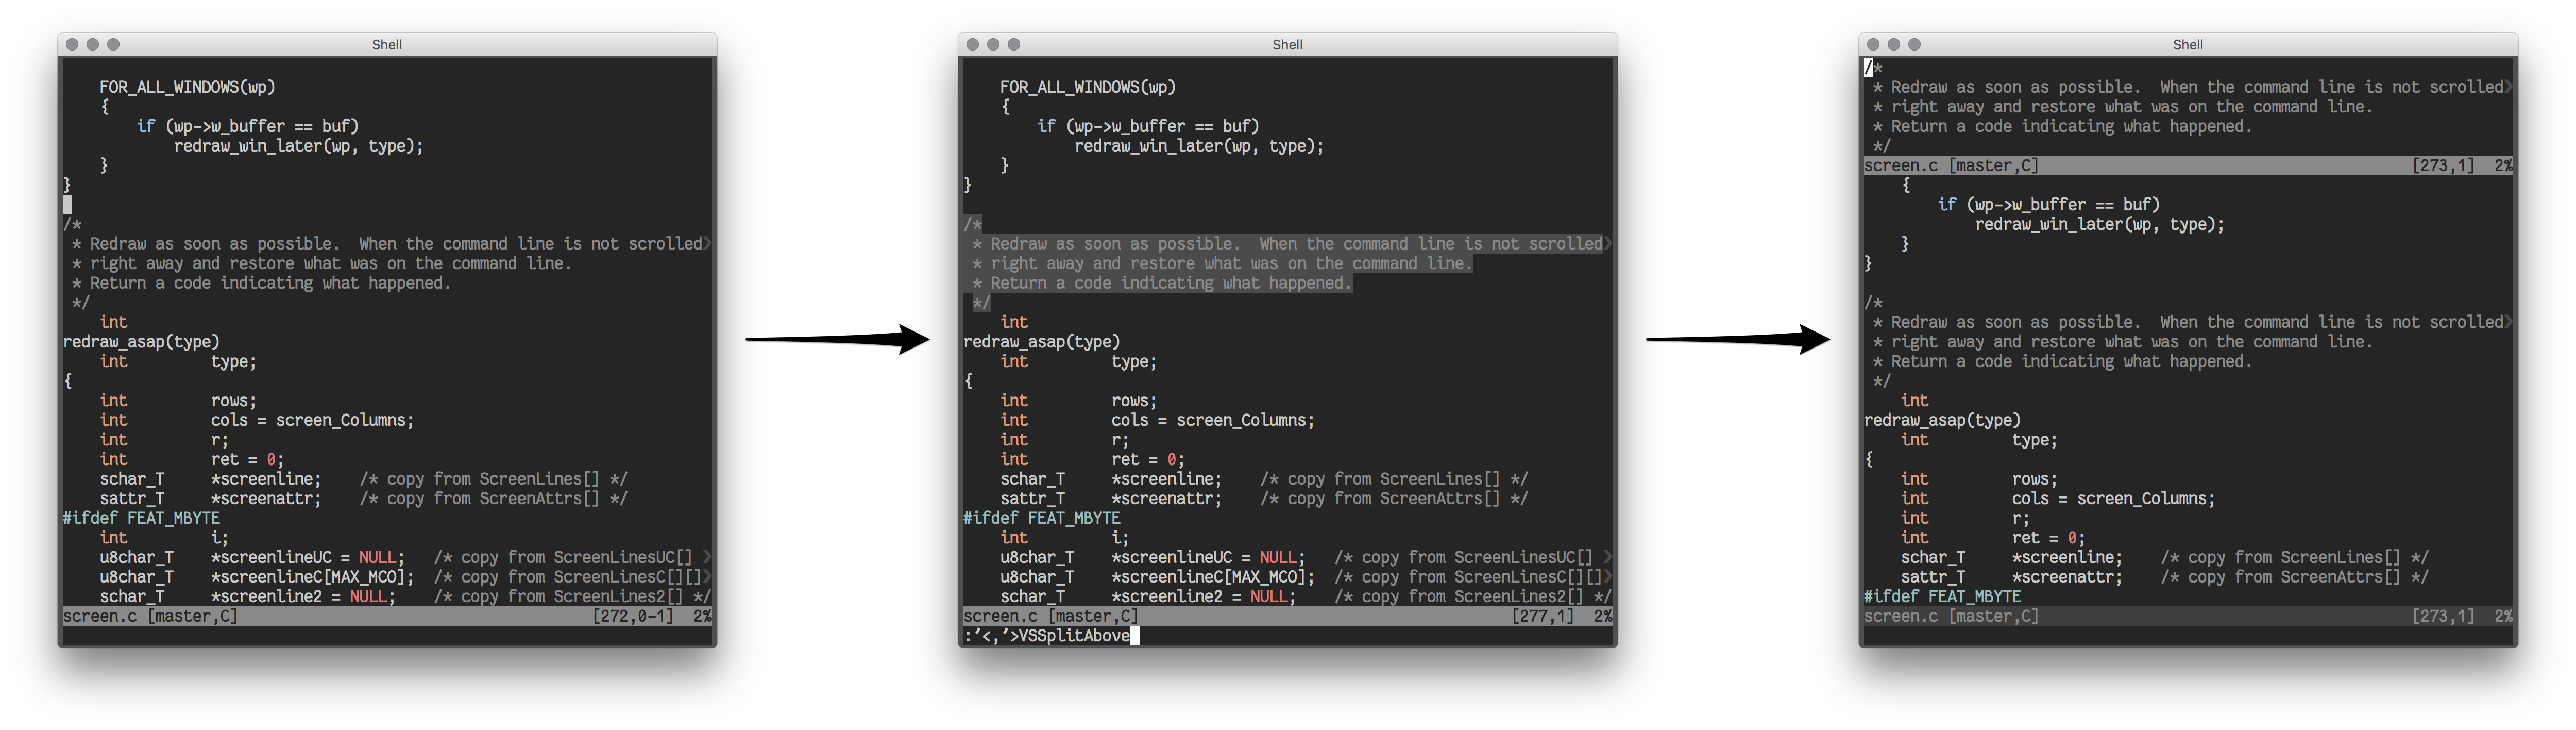 Shell
    FOR_ALL_WINDOWS(wp)
    {
        if (wp->w_buffer == buf)
            redraw_win_later(wp, type);
    }
}
/*
 * Redraw as soon as possible.  When the command line is not scrolled
 * right away and restore what was on the command line.
 * Return a code indicating what happened.
 */
    int
redraw_asap(type)
    int         type;
{
    int         rows;
    int         cols = screen_Columns;
    int         r;
    int         ret = 0;
    schar_T     *screenline;    /* copy from ScreenLines[] */
    sattr_T     *screenattr;    /* copy from ScreenAttrs[] */
#ifdef FEAT_MBYTE
    int         i;
    u8char_T    *screenlineUC = NULL;   /* copy from ScreenLinesUC[]
    u8char_T    *screenlineC[MAX_MCO];  /* copy from ScreenLinesC[][]
    schar_T     *screenline2 = NULL;    /* copy from ScreenLines2[] */
screen.c [master,C] [272,0-1]  2%
Shell
    FOR_ALL_WINDOWS(wp)
    {
        if (wp->w_buffer == buf)
            redraw_win_later(wp, type);
    }
}
/*
 * Redraw as soon as possible.  When the command line is not scrolled
 * right away and restore what was on the command line.
 * Return a code indicating what happened.
 */
    int
redraw_asap(type)
    int         type;
{
    int         rows;
    int         cols = screen_Columns;
    int         r;
    int         ret = 0;
    schar_T     *screenline;    /* copy from ScreenLines[] */
    sattr_T     *screenattr;    /* copy from ScreenAttrs[] */
#ifdef FEAT_MBYTE
    int         i;
    u8char_T    *screenlineUC = NULL;   /* copy from ScreenLinesUC[]
    u8char_T    *screenlineC[MAX_MCO];  /* copy from ScreenLinesC[][]
    schar_T     *screenline2 = NULL;    /* copy from ScreenLines2[] */
screen.c [master,C] [277,1]  2%
:'<,'>VSSplitAbove
Shell
/*
 * Redraw as soon as possible.  When the command line is not scrolled
 * right away and restore what was on the command line.
 * Return a code indicating what happened.
 */
screen.c [master,C] [273,1]  2%
    {
        if (wp->w_buffer == buf)
            redraw_win_later(wp, type);
    }
}
/*
 * Redraw as soon as possible.  When the command line is not scrolled
 * right away and restore what was on the command line.
 * Return a code indicating what happened.
 */
    int
redraw_asap(type)
    int         type;
{
    int         rows;
    int         cols = screen_Columns;
    int         r;
    int         ret = 0;
    schar_T     *screenline;    /* copy from ScreenLines[] */
    sattr_T     *screenattr;    /* copy from ScreenAttrs[] */
#ifdef FEAT_MBYTE
screen.c [master,C] [273,1]  2%